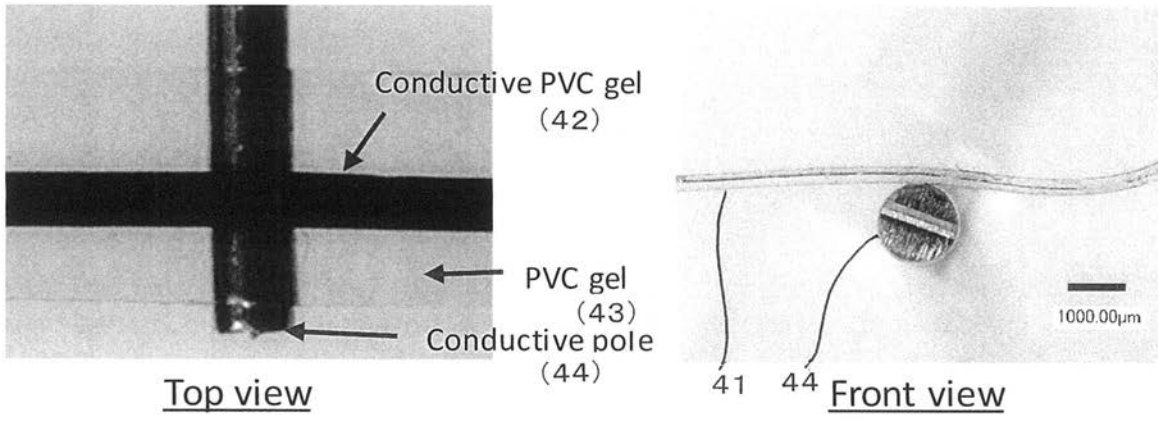 Conductive PVC gel
(42)
PVC gel
(43)
Conductive pole
(44)
Top view
1000.00μm
41
44
Front view